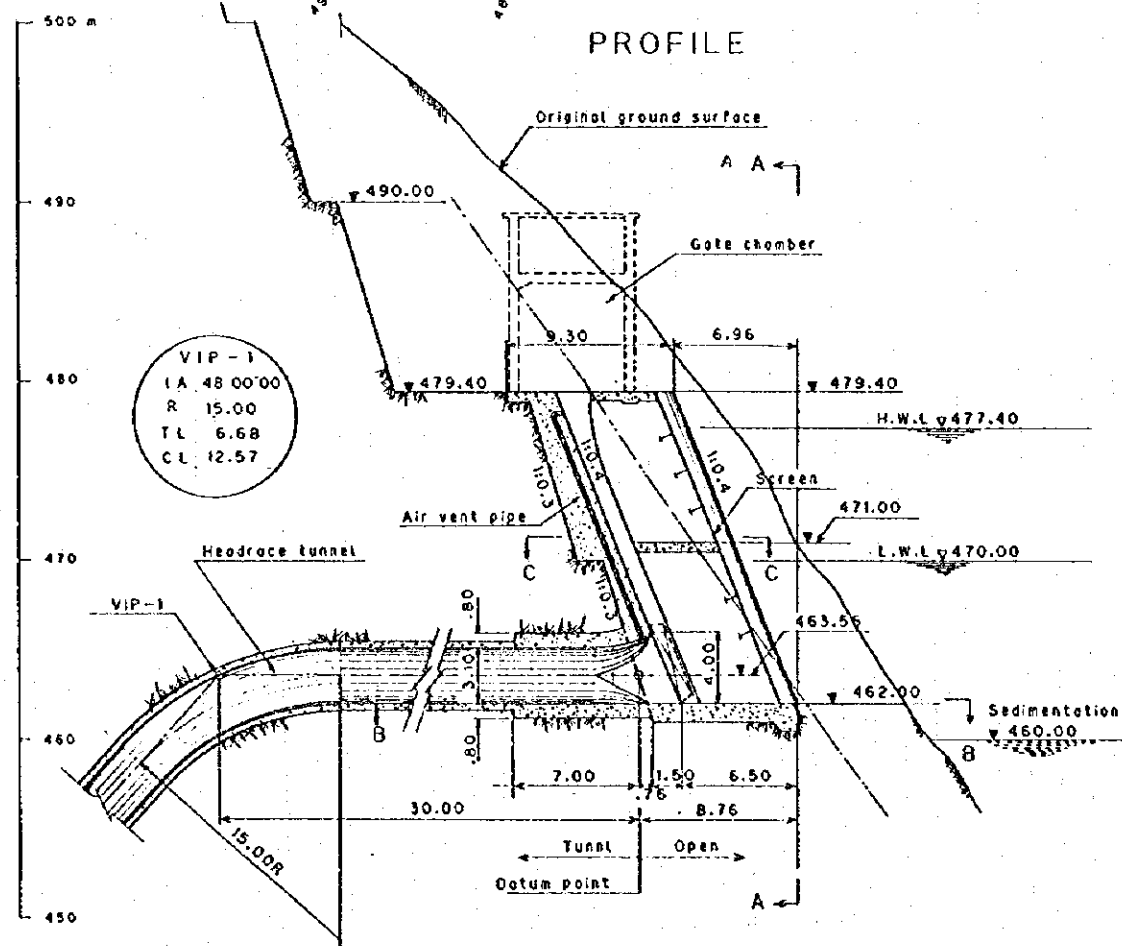 500 m
PROFILE
Original ground surface
A A
490
490.00
Gate chamber
9.30
6.96
VIP-1
I A 48 00'00
R 15.00
T L 6.68
C L 12.57
480
479.40
479.40
H.W.L 477.40
1:0.3
1:0.4
1:0.4
Screen
Air vent pipe
471.00
470
Headrace tunnel
C
C
L.W.L 470.00
1:0.3
VIP-1
.80
463.56
3.10
4.00
462.00
Sedimentation
460
B
.80
460.00
B
7.00
1.50
6.50
.76
30.00
8.76
15.00R
Tunnl
Open
Datum point
A
450